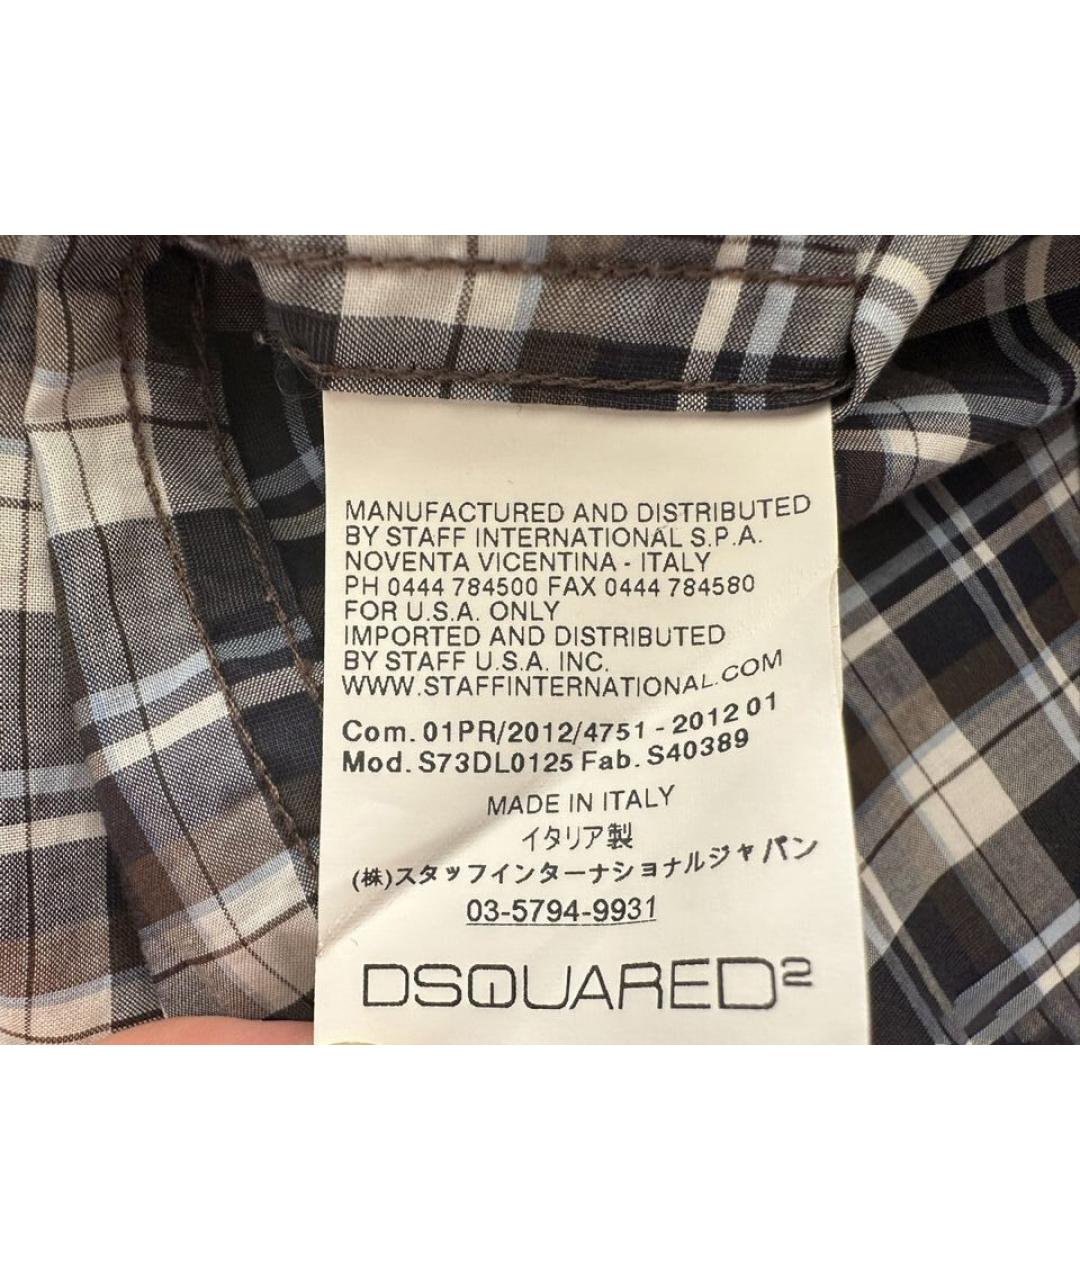 MANUFACTURED AND DISTRIBUTED
BY STAFF INTERNATIONAL S.P.A.
NOVENTA VICENTINA - ITALY
PH 0444 784500 FAX 0444 784580
FOR U.S.A. ONLY
IMPORTED AND DISTRIBUTED
BY STAFF U.S.A. INC.
WWW.STAFFINTERNATIONAL.COM
Com. 01PR/2012/4751 - 2012 01
Mod. S73DL0125 Fab. S40389
MADE IN ITALY
イタリア製
(株)スタッフインターナショナルジャパン
03-5794-9931
DSQUARED²